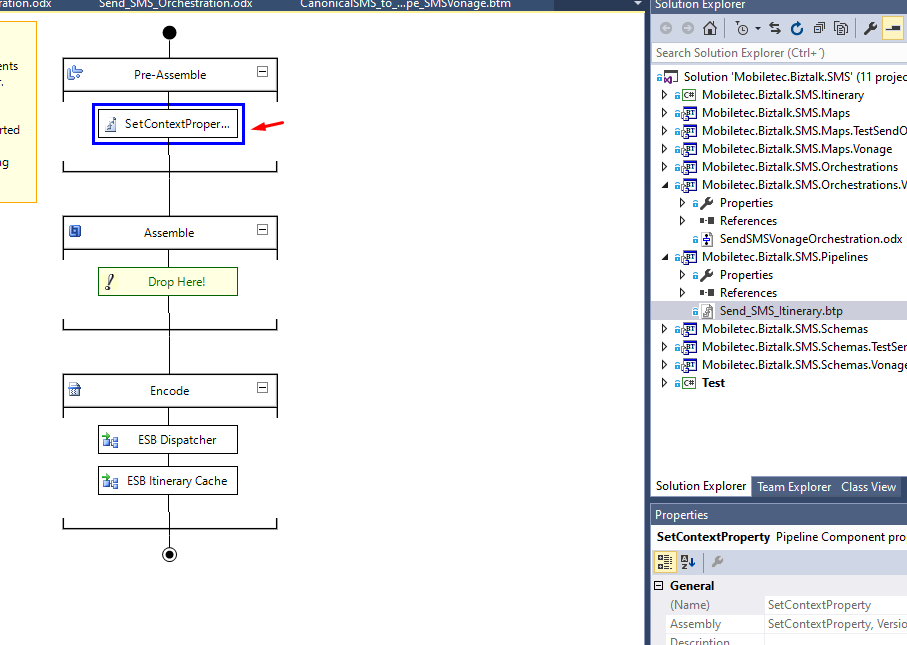 ration.odx Send_SMS_Orchestration.odx CanonicalSMS_to_...pe_SMSVonage.btm
ents
r.
rted
ng
Pre-Assemble
SetContextProper...
Assemble
Drop Here!
Encode
ESB Dispatcher
ESB Itinerary Cache
Solution Explorer
Search Solution Explorer (Ctrl+¨)
Solution 'Mobiletec.Biztalk.SMS' (11 projec
Mobiletec.Biztalk.SMS.Itinerary
Mobiletec.Biztalk.SMS.Maps
Mobiletec.Biztalk.SMS.Maps.TestSendO
Mobiletec.Biztalk.SMS.Maps.Vonage
Mobiletec.Biztalk.SMS.Orchestrations
Mobiletec.Biztalk.SMS.Orchestrations.V
Properties
References
SendSMSVonageOrchestration.odx
Mobiletec.Biztalk.SMS.Pipelines
Properties
References
Send_SMS_Itinerary.btp
Mobiletec.Biztalk.SMS.Schemas
Mobiletec.Biztalk.SMS.Schemas.TestSer
Mobiletec.Biztalk.SMS.Schemas.Vonage
Test
Solution Explorer Team Explorer Class View
Properties
SetContextProperty Pipeline Component pro
General
(Name) SetContextProperty
Assembly SetContextProperty, Versio
Description